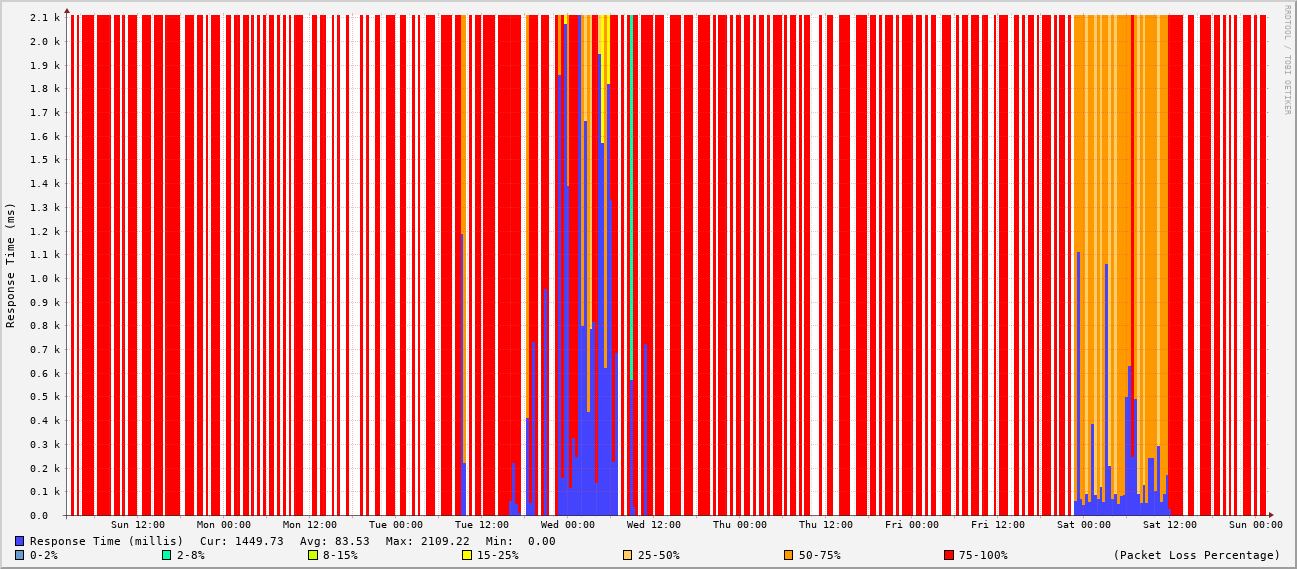 2.1 k
2.0 k
1.9 k
1.8 k
1.7 k
1.6 k
1.5 k
1.4 k
1.3 k
1.2 k
1.1 k
1.0 k
0.9 k
0.8 k
0.7 k
0.6 k
0.5 k
0.4 k
0.3 k
0.2 k
0.1 k
0.0
Response Time (ms)
RRDTOOL / TOBI OETIKER
Sun 12:00 Mon 00:00 Mon 12:00 Tue 00:00 Tue 12:00 Wed 00:00 Wed 12:00 Thu 00:00 Thu 12:00 Fri 00:00 Fri 12:00 Sat 00:00 Sat 12:00 Sun 00:00
Response Time (millis) Cur: 1449.73 Avg: 83.53 Max: 2109.22 Min: 0.00
0-2% 2-8% 8-15% 15-25% 25-50% 50-75% 75-100% (Packet Loss Percentage)